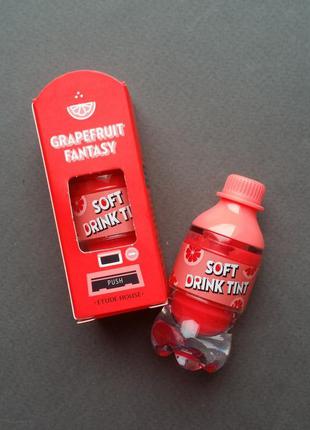 GRAPEFRUIT
FANTASY
SOFT
DRINK TINT
PUSH
ETUDE HOUSE
SOFT
DRINK TINT